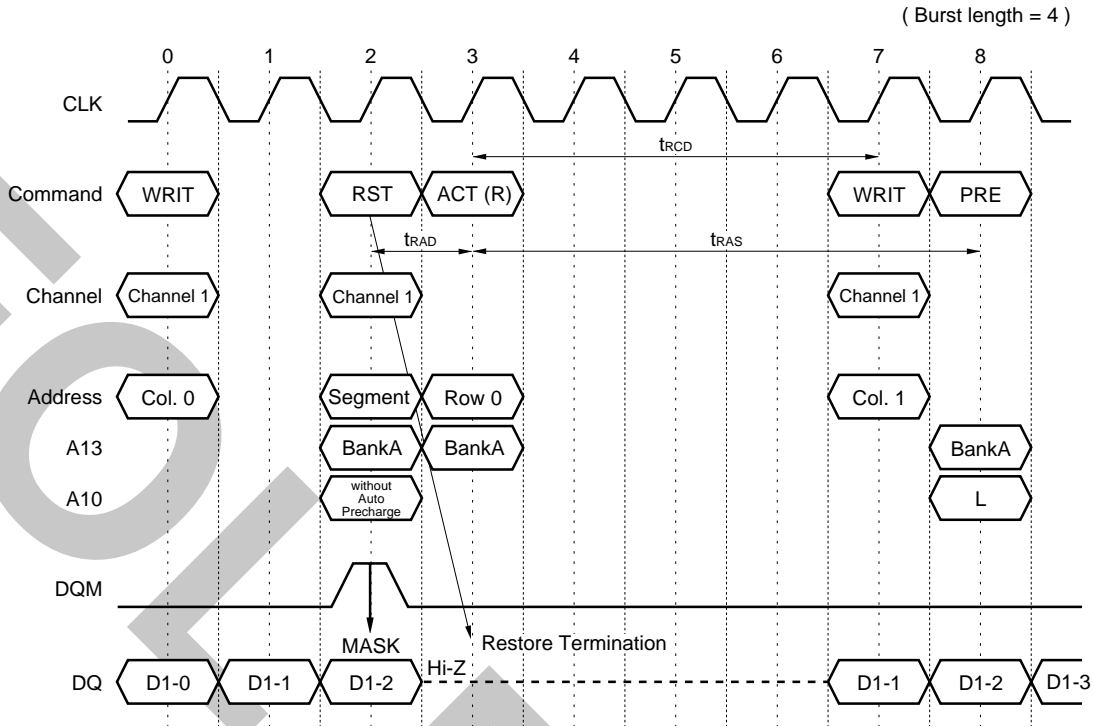 ( Burst length = 4 )
0 1 2 3 4 5 6 7 8
CLK
tRCD
Command WRIT RST ACT (R) WRIT PRE
tRAD tRAS
Channel Channel 1 Channel 1 Channel 1
Address Col. 0 Segment Row 0 Col. 1
A13 BankA BankA BankA
A10 without Auto Precharge L
DQM
MASK Restore Termination
Hi-Z
DQ D1-0 D1-1 D1-2 D1-1 D1-2 D1-3